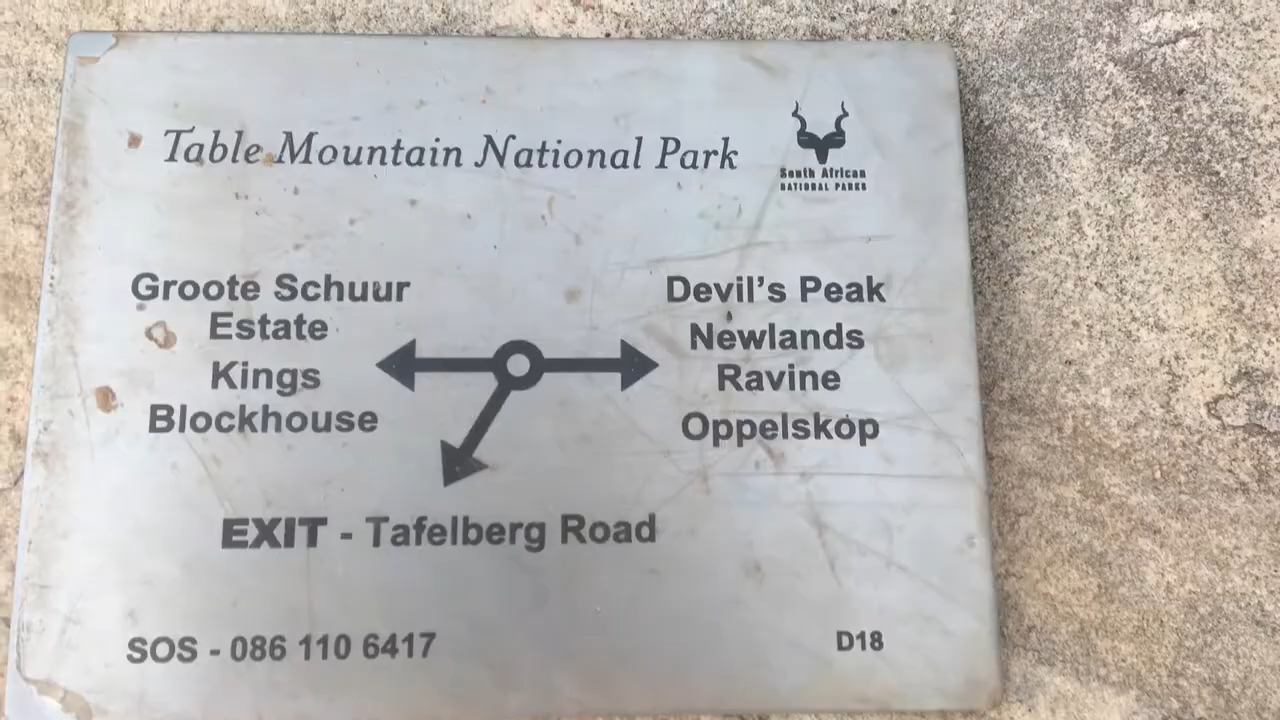 Table Mountain National Park
South African
NATIONAL PARKS
Groote Schuur
Estate
Kings
Blockhouse
Devil's Peak
Newlands
Ravine
Oppelskop
EXIT - Tafelberg Road
SOS - 086 110 6417
D18